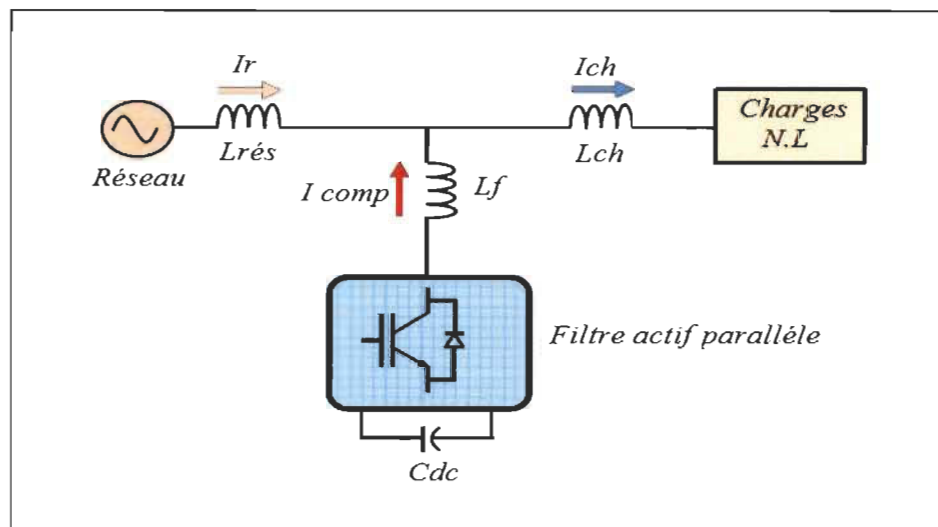 Ir
Ich
Charges
N.L
Lrés
Lch
Réseau
I comp
Lf
Filtre actif paralléle
Cdc